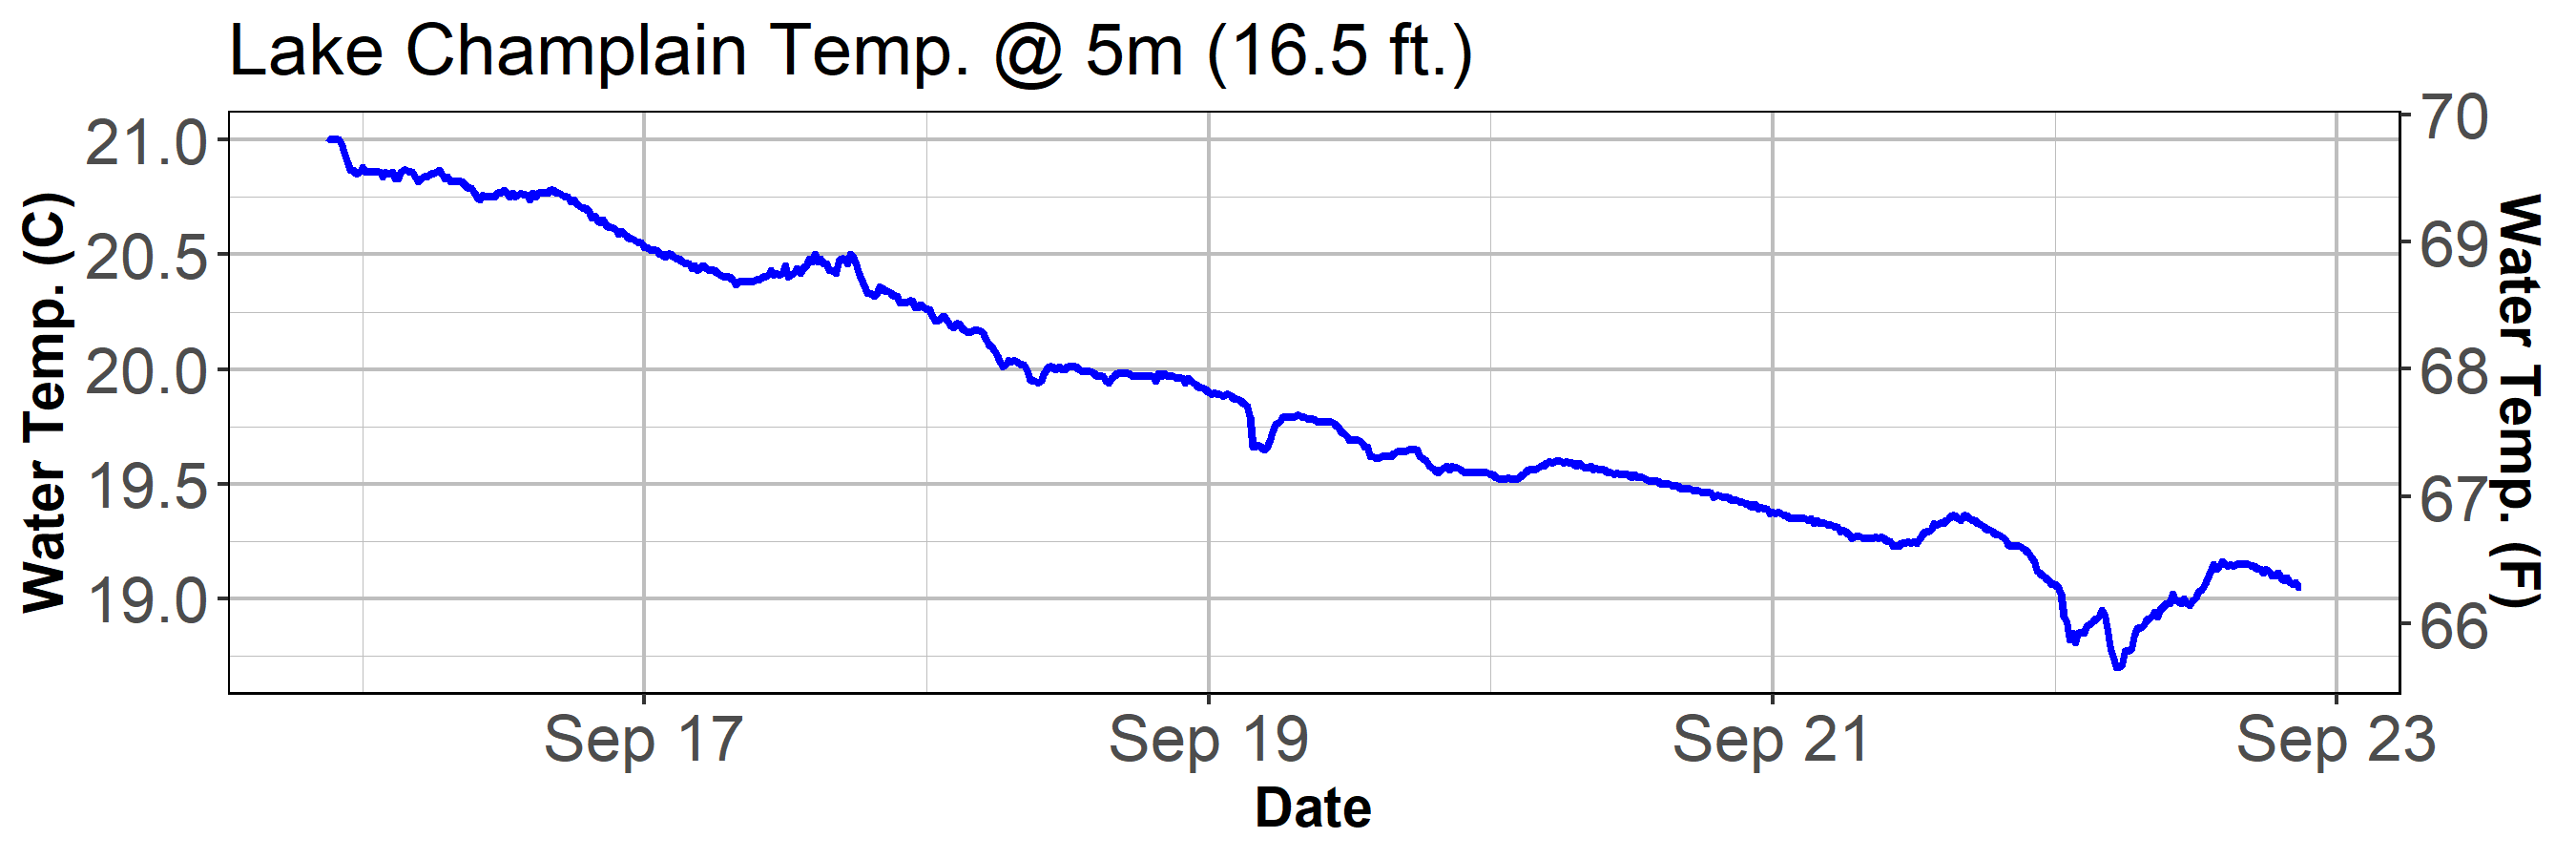 Lake Champlain Temp. @ 5m (16.5 ft.)
Water Temp. (C)
21.0
20.5
20.0
19.5
19.0
70
69
68
67
66
Water Temp. (F)
Sep 17 Sep 19 Sep 21 Sep 23
Date